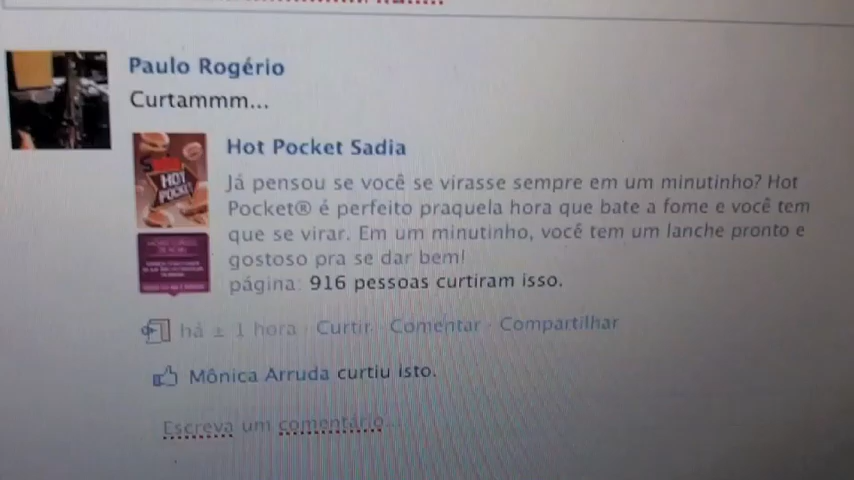 Paulo Rogério
Curtammm...
Hot Pocket Sadia
HOT
POCKET
Já pensou se você se virasse sempre em um minutinho? Hot
Pocket® é perfeito praquela hora que bate a fome e você tem
que se virar. Em um minutinho, você tem um lanche pronto e
gostoso pra se dar bem!
página: 916 pessoas curtiram isso.
há ± 1 hora · Curtir · Comentar · Compartilhar
Mônica Arruda curtiu isto.
Escreva um comentário...